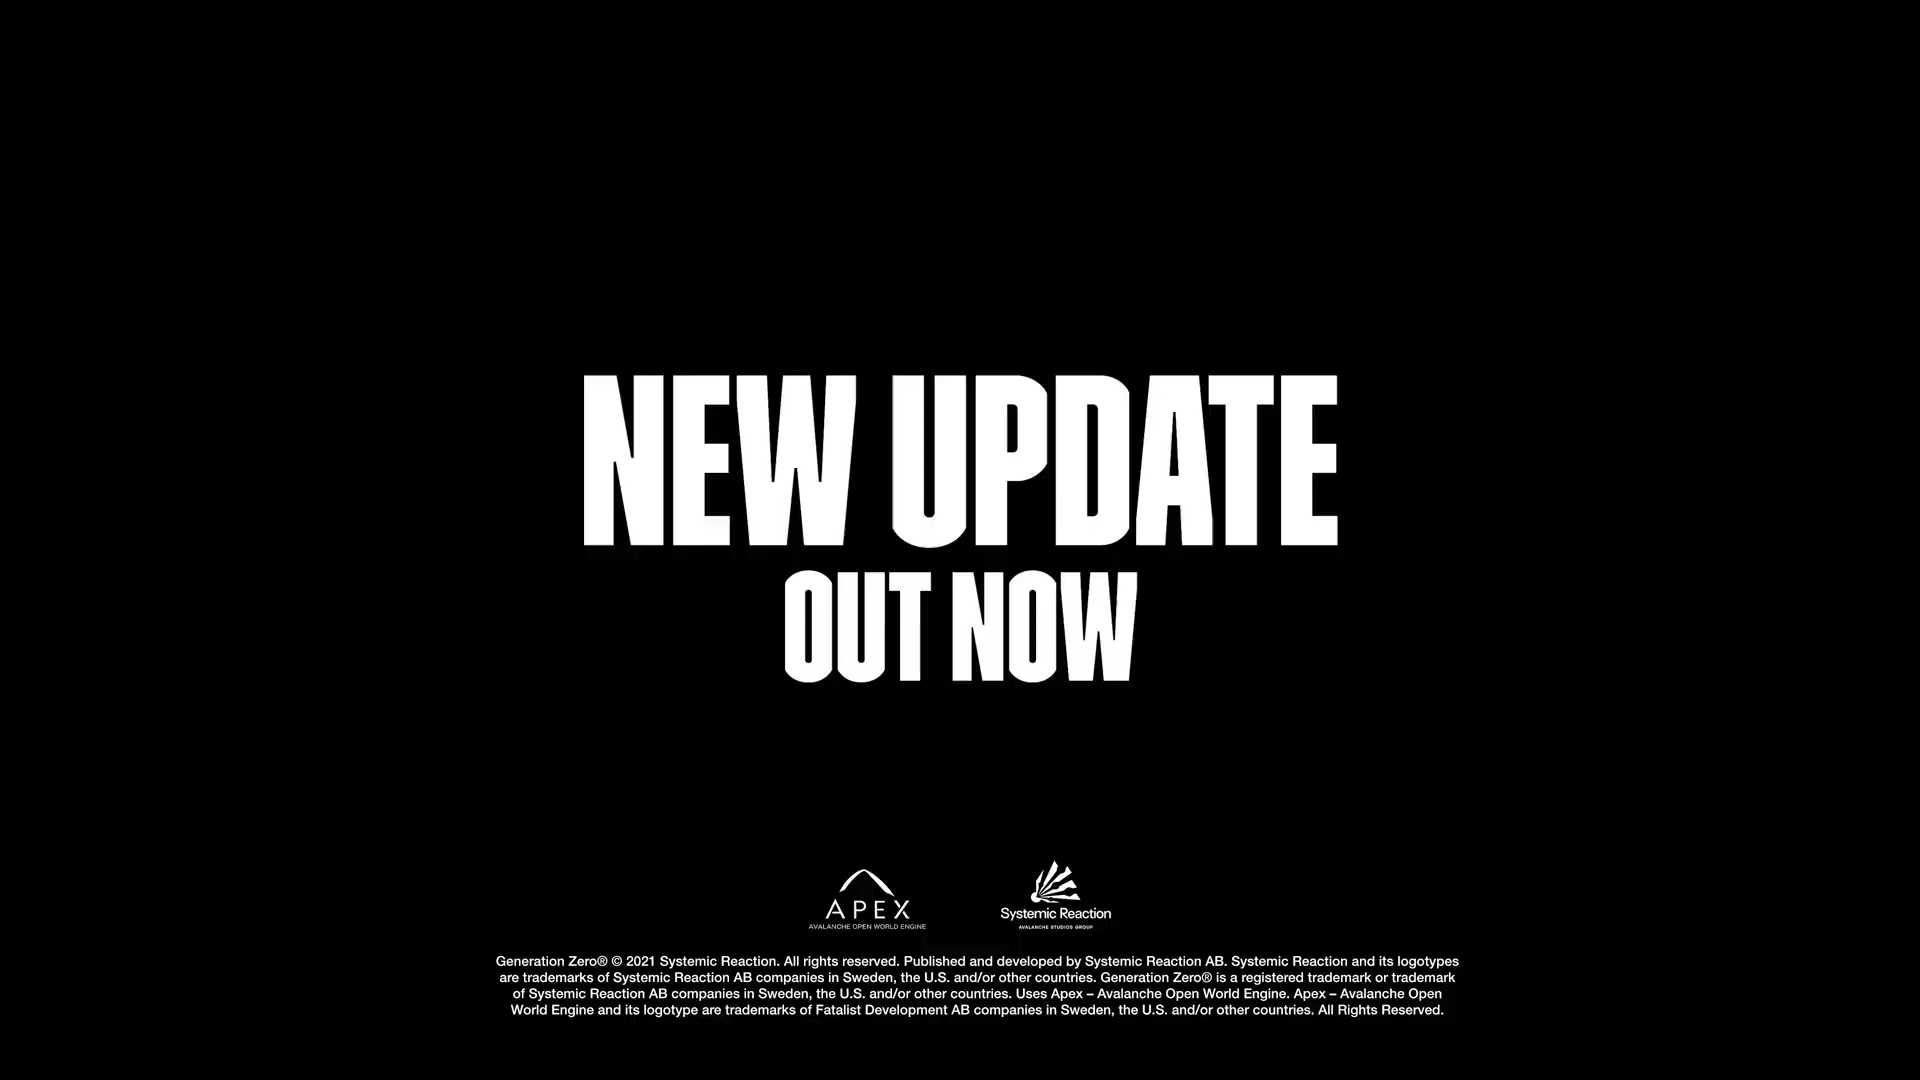 NEW UPDATE
OUT NOW
APEX
AVALANCHE OPEN WORLD ENGINE
Systemic Reaction
AVALANCHE STUDIOS GROUP
Generation Zero® © 2021 Systemic Reaction. All rights reserved. Published and developed by Systemic Reaction AB. Systemic Reaction and its logotypes
are trademarks of Systemic Reaction AB companies in Sweden, the U.S. and/or other countries. Generation Zero® is a registered trademark or trademark
of Systemic Reaction AB companies in Sweden, the U.S. and/or other countries. Uses Apex – Avalanche Open World Engine. Apex – Avalanche Open
World Engine and its logotype are trademarks of Fatalist Development AB companies in Sweden, the U.S. and/or other countries. All Rights Reserved.